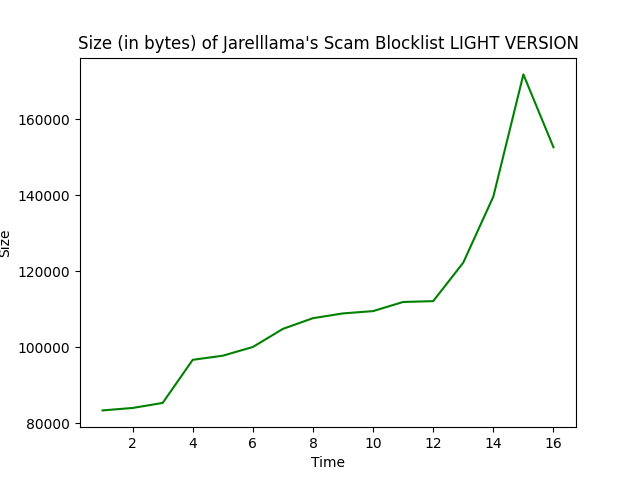 Size (in bytes) of Jarelllama's Scam Blocklist LIGHT VERSION
160000
140000
120000
100000
80000
Size
2 4 6 8 10 12 14 16
Time